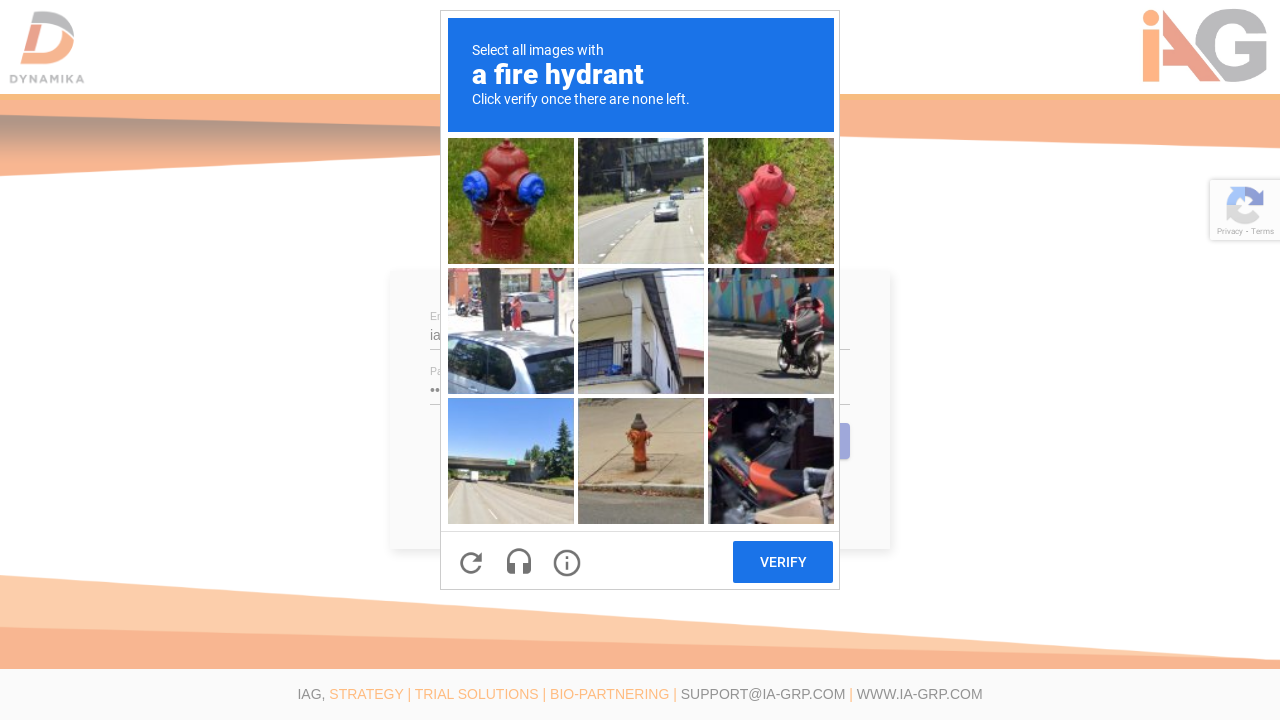 DYNAMIKA
iAG
Select all images with
a fire hydrant
Click verify once there are none left.
Privacy - Terms
VERIFY
IAG, STRATEGY | TRIAL SOLUTIONS | BIO-PARTNERING | SUPPORT@IA-GRP.COM | WWW.IA-GRP.COM